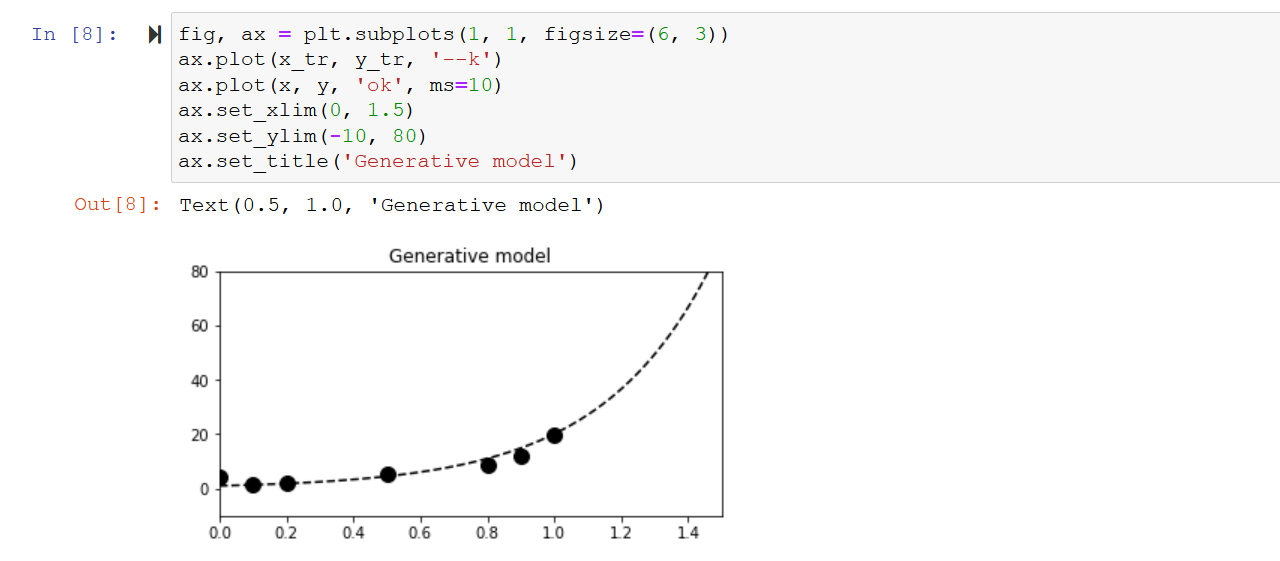 In [8]: fig, ax = plt.subplots(1, 1, figsize=(6, 3))
ax.plot(x_tr, y_tr, '--k')
ax.plot(x, y, 'ok', ms=10)
ax.set_xlim(0, 1.5)
ax.set_ylim(-10, 80)
ax.set_title('Generative model')
Out[8]: Text(0.5, 1.0, 'Generative model')
Generative model
80
60
40
20
0
0.0 0.2 0.4 0.6 0.8 1.0 1.2 1.4